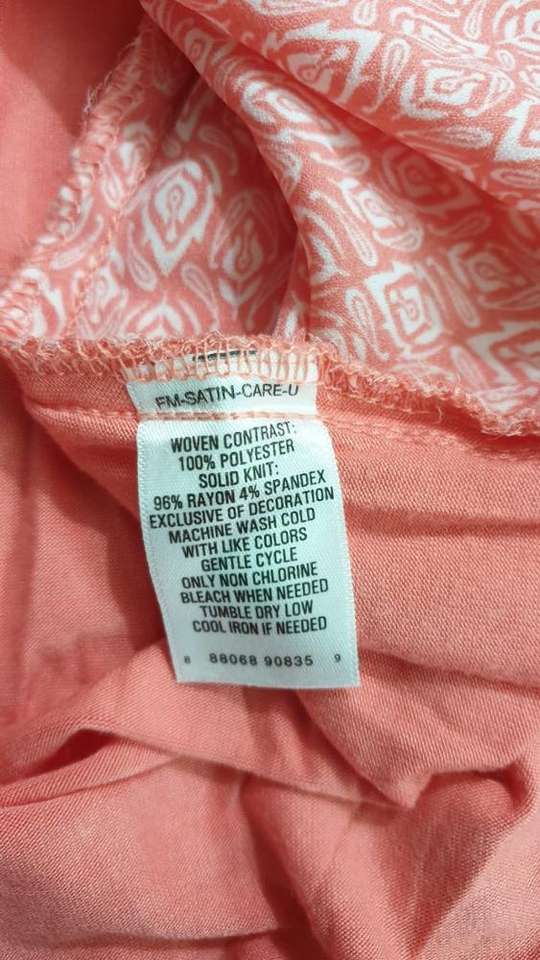 FM-SATIN-CARE-U
WOVEN CONTRAST:
100% POLYESTER
SOLID KNIT:
96% RAYON 4% SPANDEX
EXCLUSIVE OF DECORATION
MACHINE WASH COLD
WITH LIKE COLORS
GENTLE CYCLE
ONLY NON CHLORINE
BLEACH WHEN NEEDED
TUMBLE DRY LOW
COOL IRON IF NEEDED
8 88068 90835 9